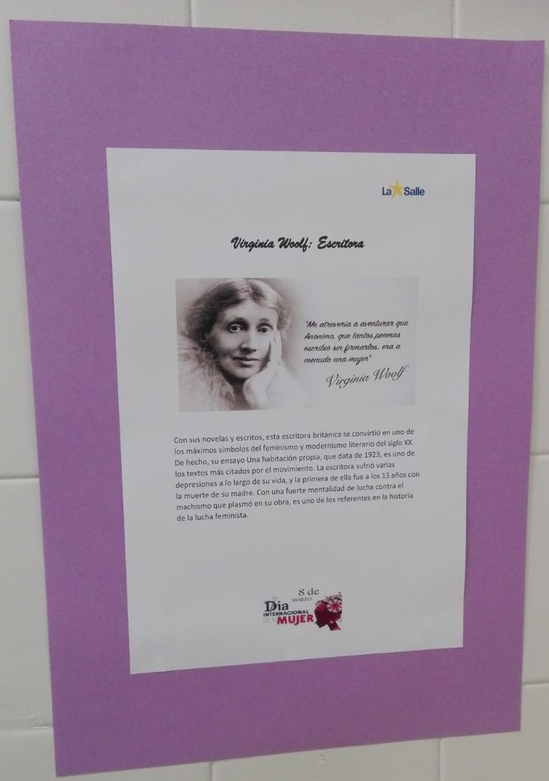 La Salle
Virginia Woolf: Escritora
"Me atrevería a aventurar que
Anónimo, que tantos poemas
escribió sin firmarlos, era a
menudo una mujer"
Virginia Woolf
Con sus novelas y escritos, esta escritora británica se convirtió en uno de
los máximos símbolos del feminismo y modernismo literario del siglo XX.
De hecho, su ensayo Una habitación propia, que data de 1923, es uno de
los textos más citados por el movimiento. La escritora sufrió varias
depresiones a lo largo de su vida, y la primera de ella fue a los 13 años con
la muerte de su madre. Con una fuerte mentalidad de lucha contra el
machismo que plasmó en su obra, es uno de los referentes en la historia
de la lucha feminista.
8 de
MARZO
Dia
INTERNACIONAL
MUJER